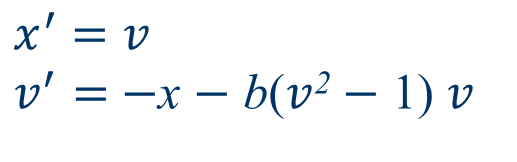 x′ = v
v′ = −x − b(v² − 1) v